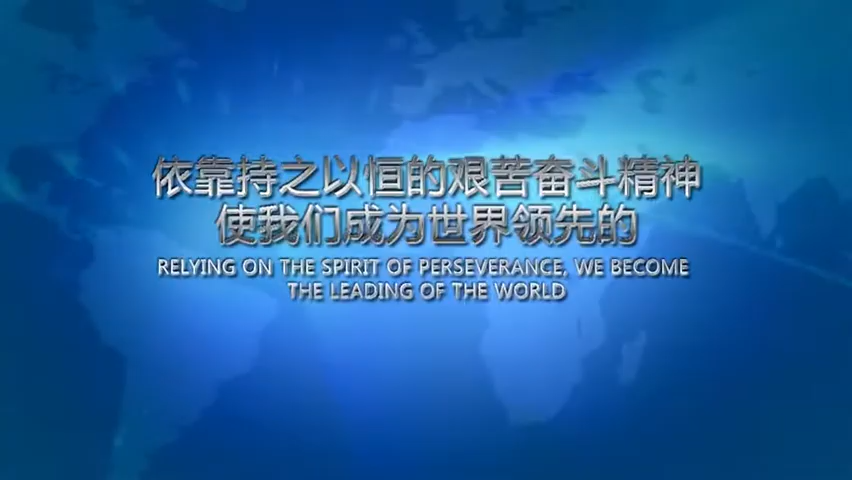 依靠持之以恒的艰苦奋斗精神
使我们成为世界领先的
RELYING ON THE SPIRIT OF PERSEVERANCE, WE BECOME
THE LEADING OF THE WORLD